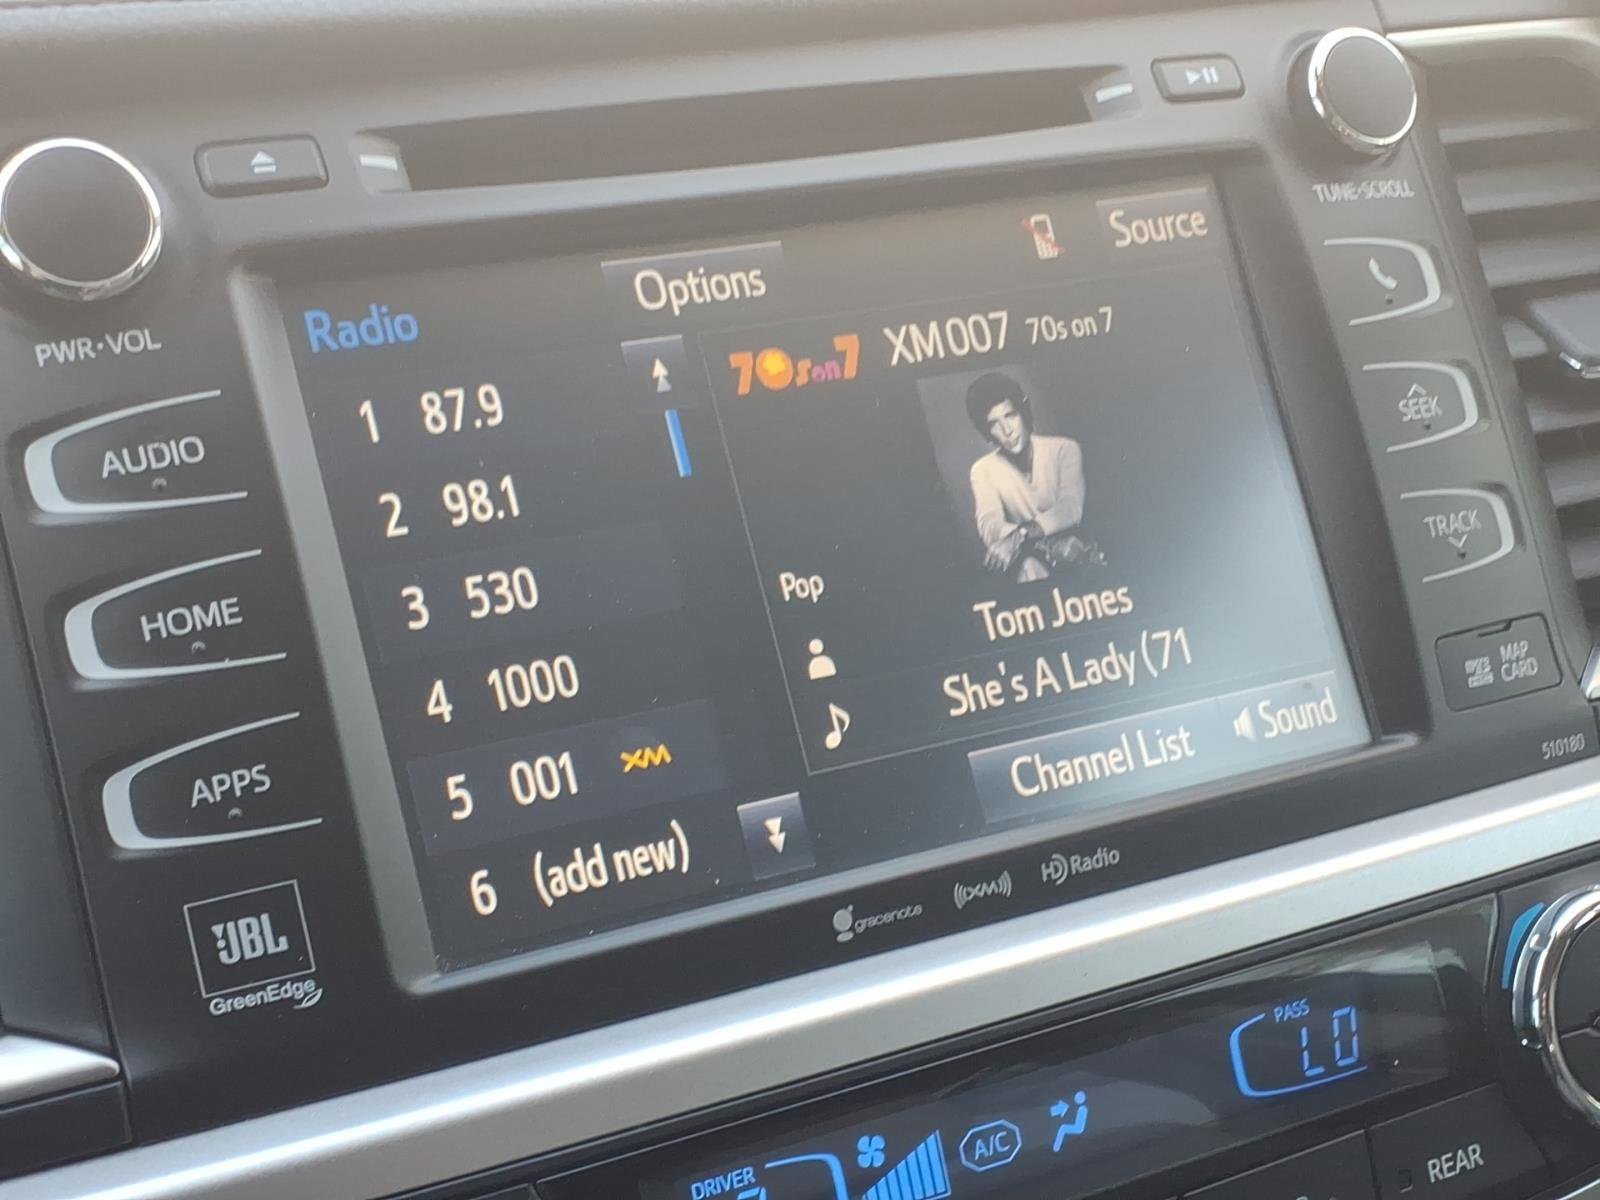 PWR·VOL
TUNE·SCROLL
AUDIO
HOME
APPS
JBL
GreenEdge
Radio
Options
Source
1 87.9
2 98.1
3 530
4 1000
5 001 XM
6 (add new)
70s on 7
XM007 70s on 7
Pop
Tom Jones
She's A Lady (71
Channel List
Sound
SEEK
TRACK
MAP
CARD
510180
gracenote
((XM))
HD Radio
PASS
LO
DRIVER
A/C
REAR